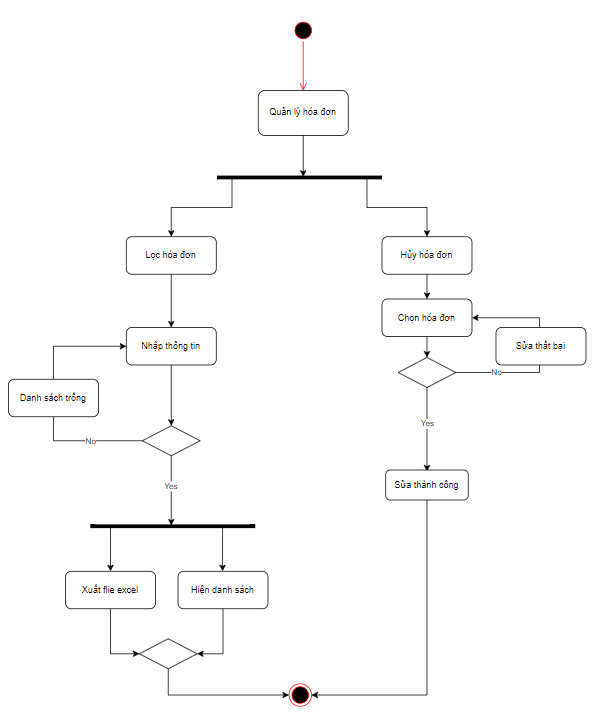 Quản lý hóa đơn
Lọc hóa đơn
Hủy hóa đơn
Chọn hóa đơn
Nhập thông tin
Sửa thất bại
No
Danh sách trống
Yes
No
Yes
Sửa thành công
Xuất flie excel
Hiện danh sách